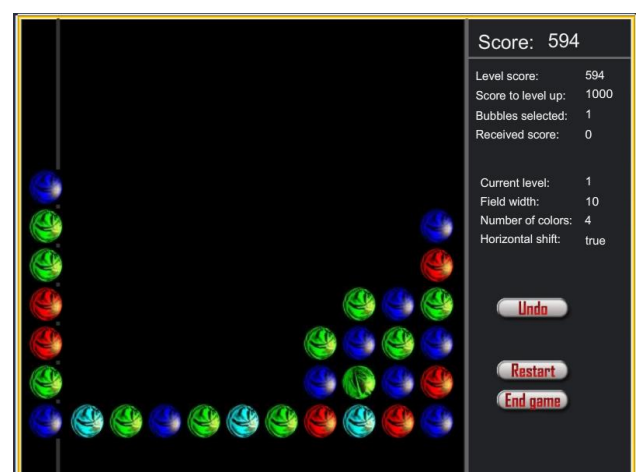 Score: 594
Level score: 594
Score to level up: 1000
Bubbles selected: 1
Received score: 0
Current level: 1
Field width: 10
Number of colors: 4
Horizontal shift: true
Undo
Restart
End game